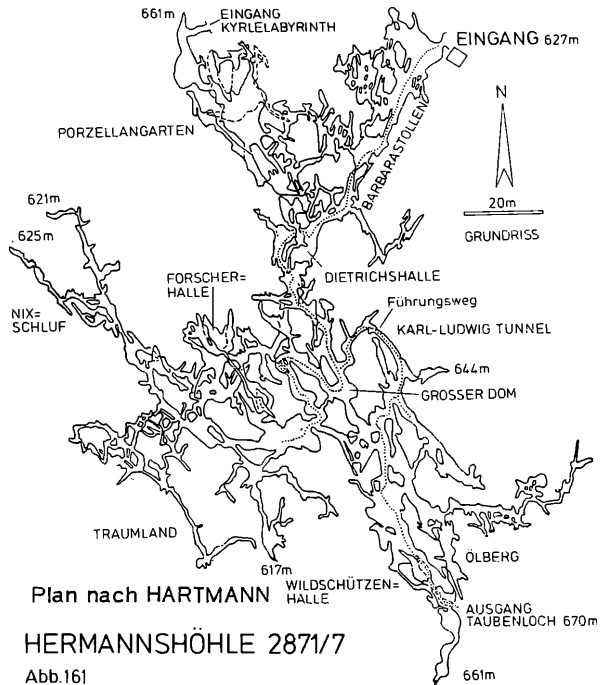 661m
EINGANG
KYRLELABYRINTH
EINGANG 627m
PORZELLANGARTEN
BARBARASTOLLEN
N
20m
GRUNDRISS
621m
625m
FORSCHER=
HALLE
DIETRICHSHALLE
NIX=
SCHLUF
Führungsweg
KARL-LUDWIG TUNNEL
644m
GROSSER DOM
TRAUMLAND
617m
ÖLBERG
WILDSCHÜTZEN=
HALLE
AUSGANG
TAUBENLOCH 670m
661m
Plan nach HARTMANN
HERMANNSHÖHLE 2871/7
Abb.161